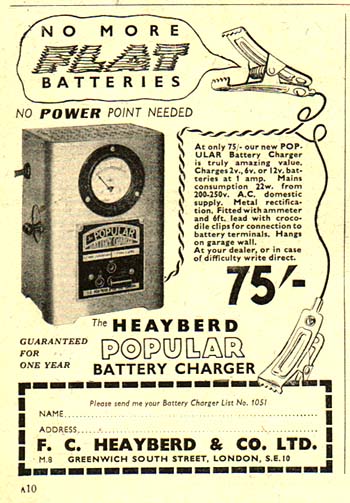 NO MORE
FLAT
BATTERIES
NO POWER POINT NEEDED
At only 75/- our new POP-
ULAR Battery Charger
is truly amazing value.
Charges 2v., 6v. or 12v. bat-
teries at 1 amp. Mains
consumption 22w. from
200-250v. A.C. domestic
supply. Metal rectifica-
tion. Fitted with ammeter
and 6ft. lead with croco-
dile clips for connection to
battery terminals. Hangs
on garage wall.
At your dealer, or in case
of difficulty write direct.
75/-
POPULAR
BATTERY CHARGER
The HEAYBERD
POPULAR
BATTERY CHARGER
GUARANTEED
FOR
ONE YEAR
Please send me your Battery Charger List No. 1051
NAME
ADDRESS
F. C. HEAYBERD & CO. LTD.
M.8 GREENWICH SOUTH STREET, LONDON, S.E.10
A10